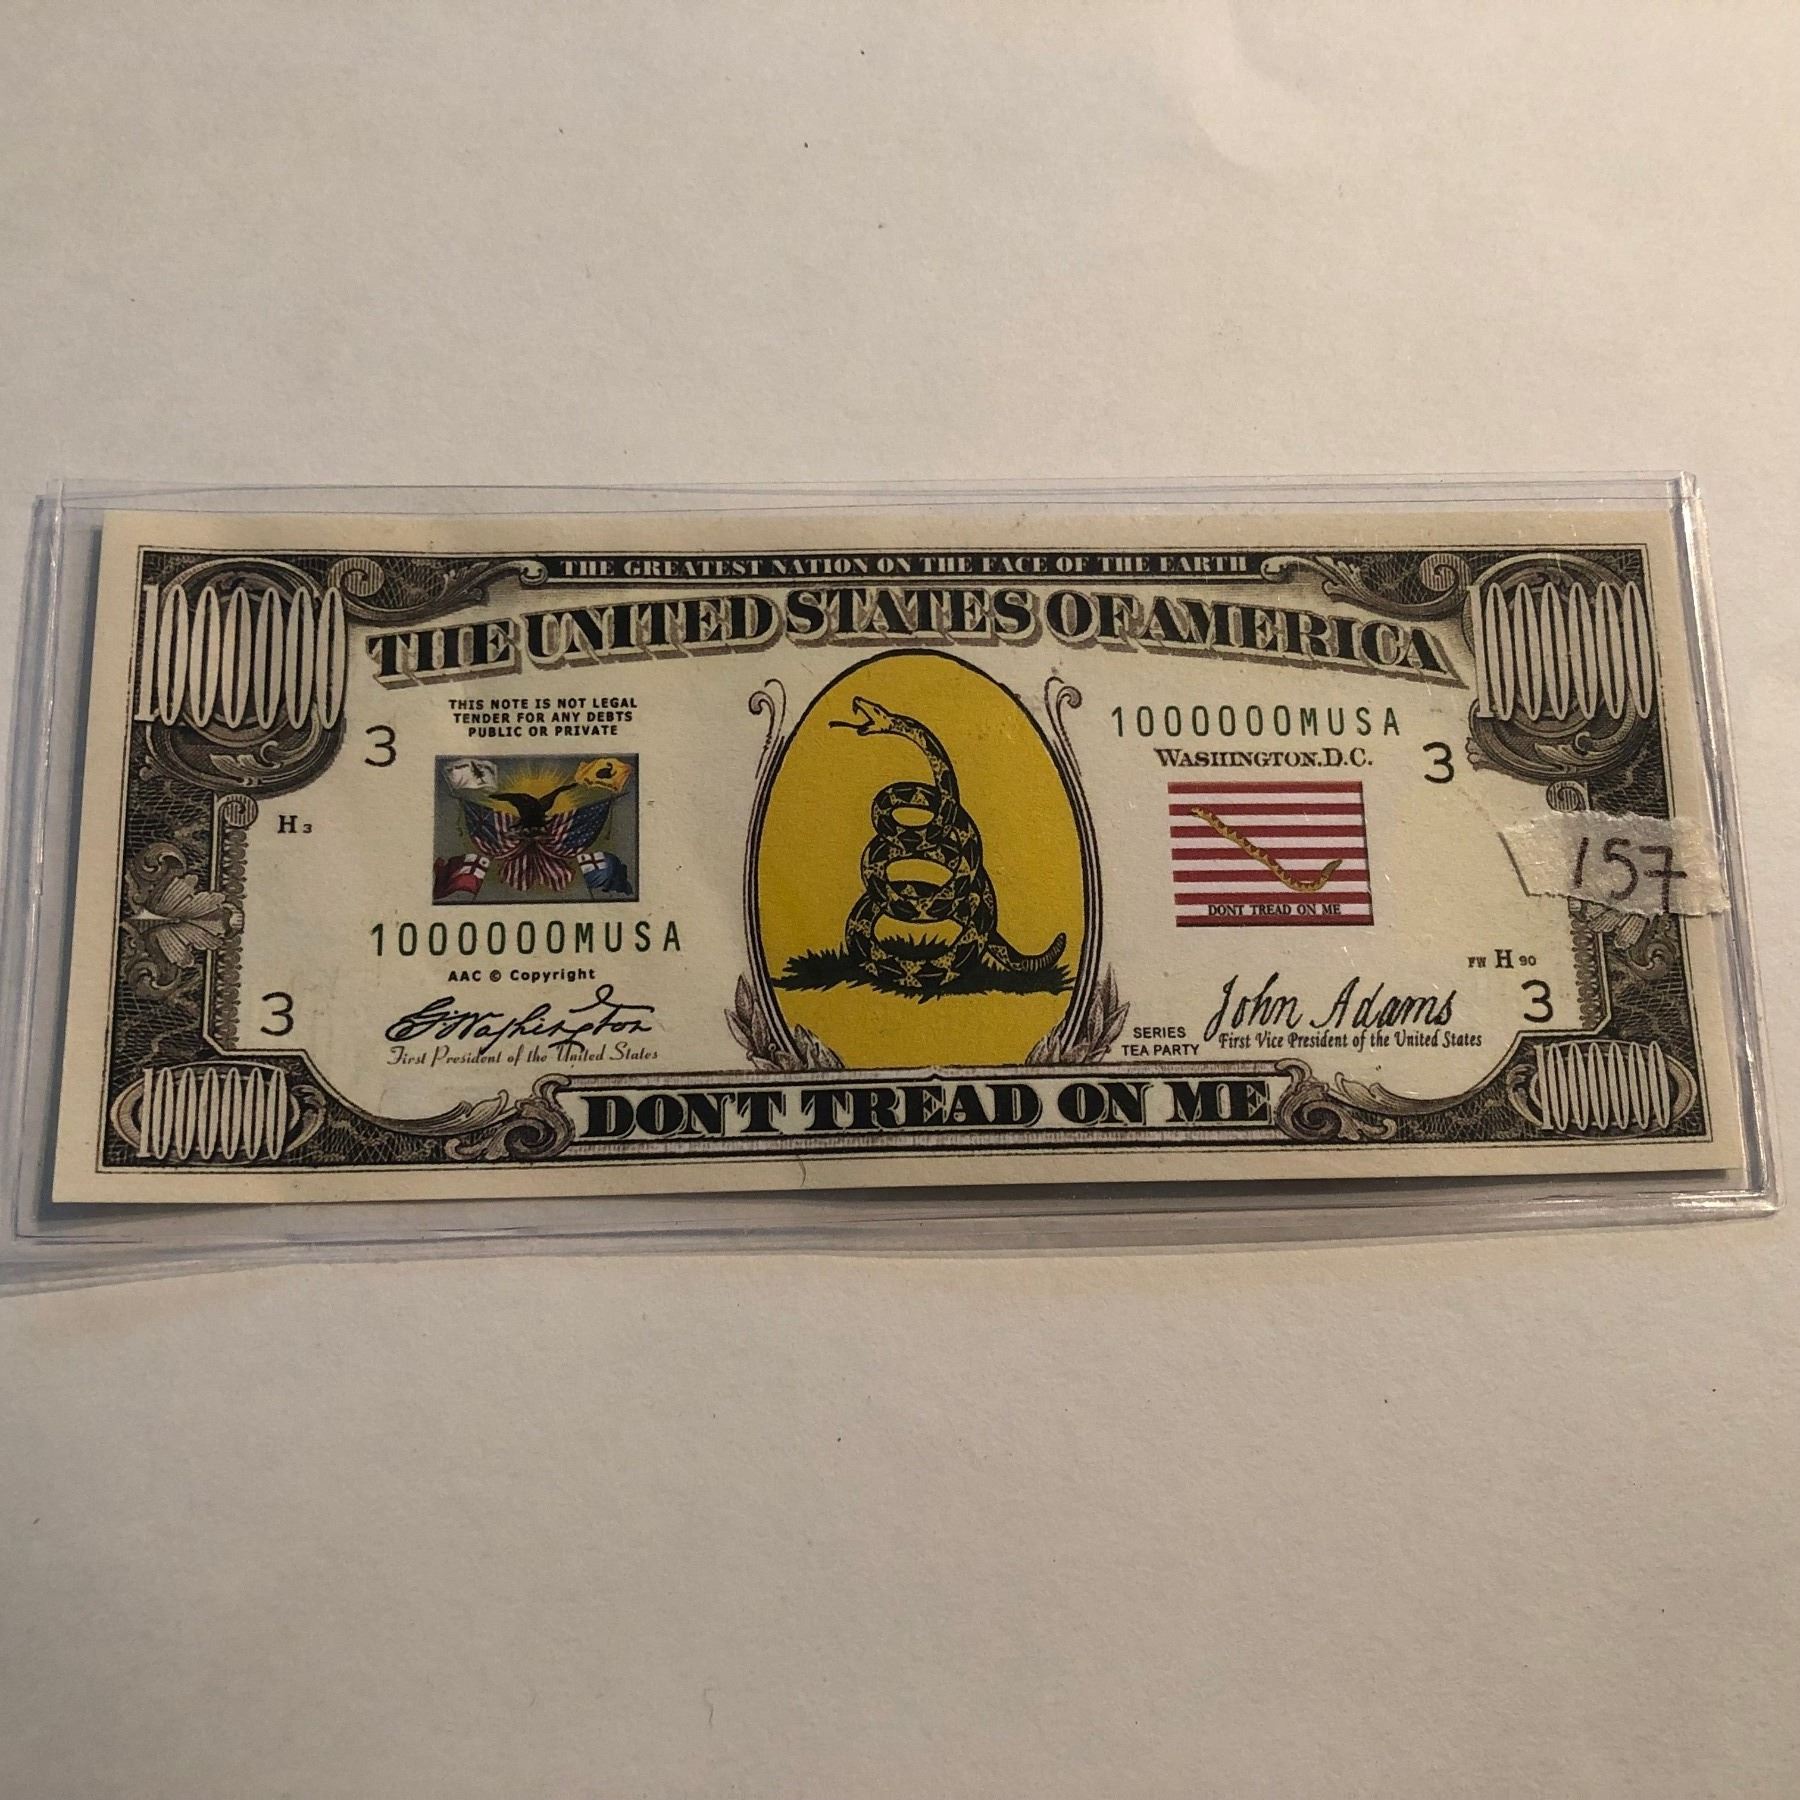 THE GREATEST NATION ON THE FACE OF THE EARTH
1000000
THE UNITED STATES OF AMERICA
1000000
THIS NOTE IS NOT LEGAL
TENDER FOR ANY DEBTS
PUBLIC OR PRIVATE
3
1000000MUSA
WASHINGTON, D.C.
3
H 3
157
DONT TREAD ON ME
1000000MUSA
AAC © Copyright
FW H 90
3
G Washington
First President of the United States
SERIES
TEA PARTY
John Adams
First Vice President of the United States
3
1000000
DON'T TREAD ON ME
1000000